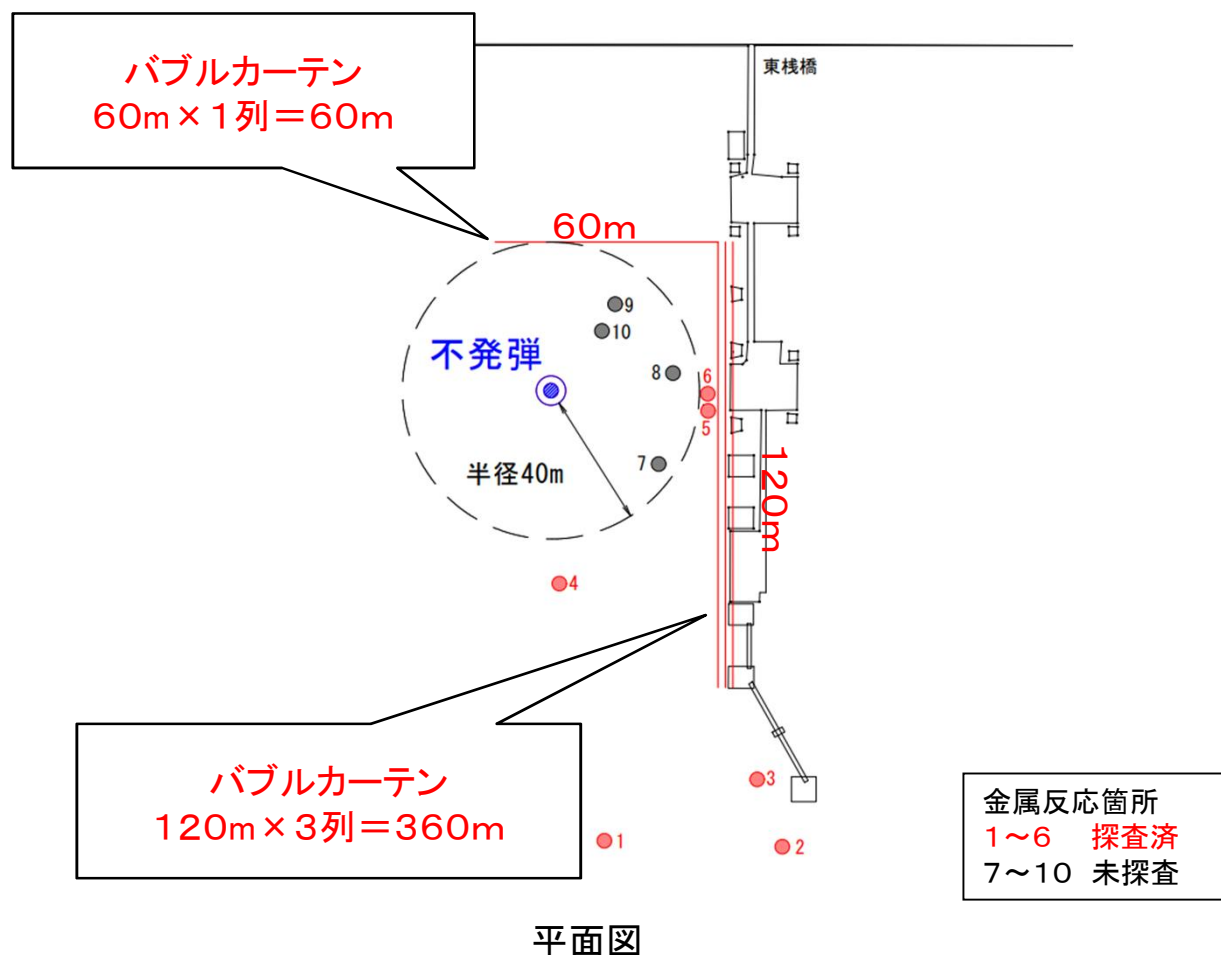 バブルカーテン
60m×1列=60m
東桟橋
60m
9
10
不発弾
8
6
5
7
半径40m
120m
4
バブルカーテン
120m×3列=360m
3
1
2
金属反応箇所
1~6 探査済
7~10 未探査
平面図